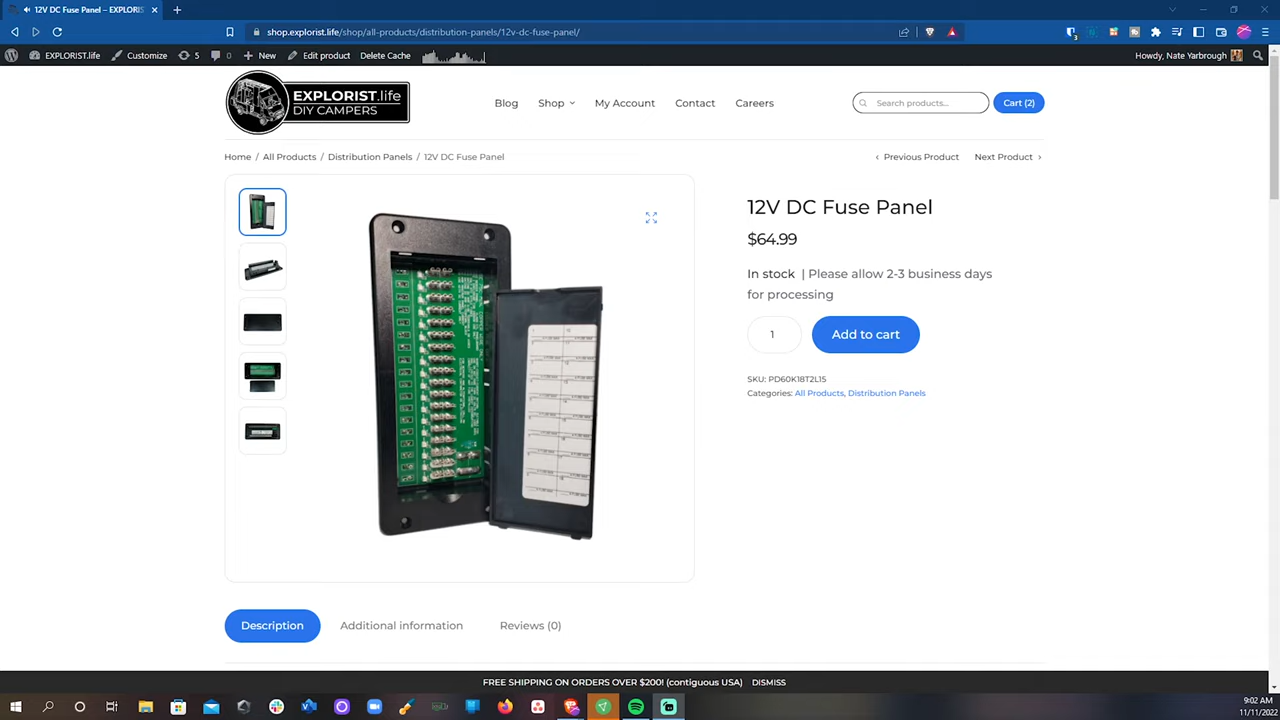 12V DC Fuse Panel – EXPLORIS
shop.explorist.life/shop/all-products/distribution-panels/12v-dc-fuse-panel/
EXPLORIST.life
Customize
5
0
New
Edit product
Delete Cache
Howdy, Nate Yarbrough
EXPLORIST.life
DIY CAMPERS
Blog
Shop
My Account
Contact
Careers
Search products...
Cart (2)
Home / All Products / Distribution Panels / 12V DC Fuse Panel
Previous Product
Next Product
12V DC Fuse Panel
$64.99
In stock | Please allow 2-3 business days
for processing
1
Add to cart
SKU: PD60K18T2L15
Categories: All Products, Distribution Panels
Description
Additional information
Reviews (0)
FREE SHIPPING ON ORDERS OVER $200! (contiguous USA)
DISMISS
9:02 AM
11/11/2022